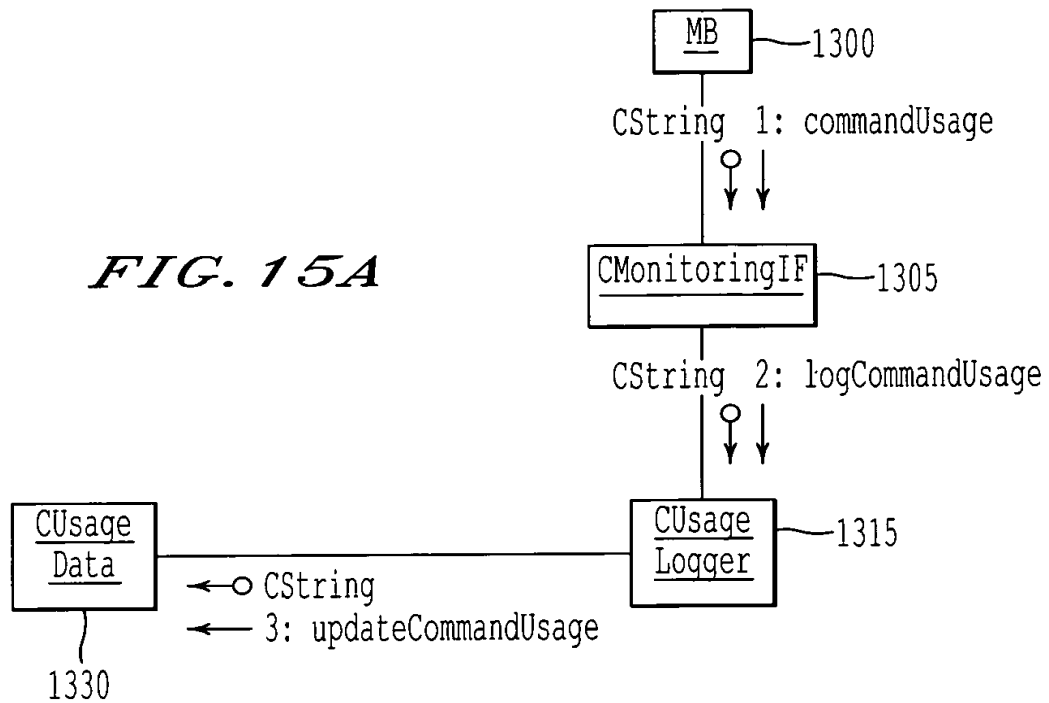 MB
1300
CString 1: commandUsage
FIG. 15A
CMonitoringIF
1305
CString 2: logCommandUsage
CUsage
Data
CUsage
Logger
1315
CString
3: updateCommandUsage
1330